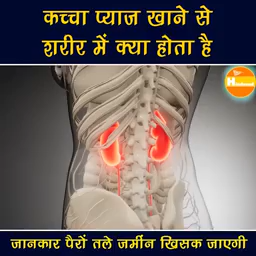 कच्चा प्याज खाने से
शरीर में क्या होता है
जानकार पैरों तले जमीन खिसक जाएगी